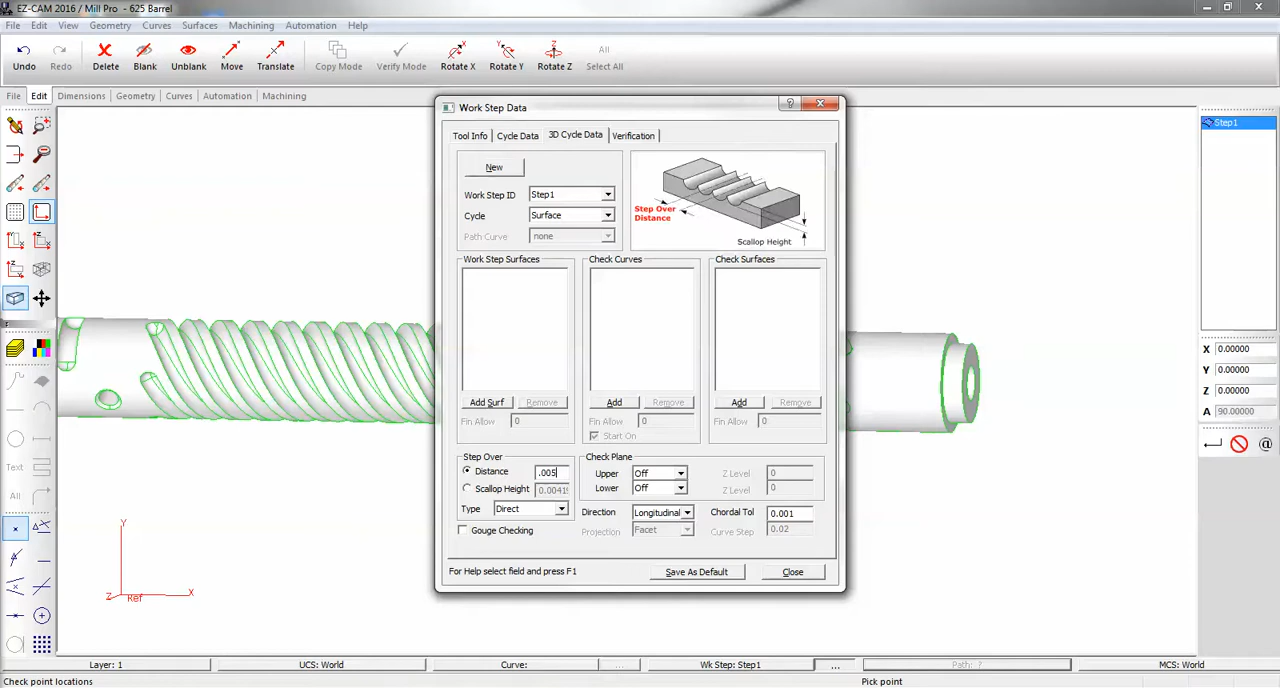 EZ-CAM 2016 / Mill Pro - 625 Barrel
File Edit View Geometry Curves Surfaces Machining Cycles Automation Help
Undo Redo Delete Blank Unblank Move Translate Copy Mode Verify Mode Rotate X Rotate Y Rotate Z All Select All
File Edit Dimensions Geometry Curves Automation Machining
Work Step Data
Tool Info Cycle Data 3D Cycle Data Verification
New
Work Step ID Step1
Cycle Surface
Path Curve none
Step Over
Distance
Scallop Height
Work Step Surfaces Check Curves Check Surfaces
Add Surf Remove Add Remove Add Remove
Fin Allow 0 Fin Allow 0 Fin Allow 0
Start On
Step Over Check Plane
Distance .005 Upper Off Z Level 0
Scallop Height 0.0041 Lower Off Z Level 0
Type Direct Direction Longitudinal Chordal Tol 0.001
Gouge Checking Projection Facet Curve Step 0.02
For Help select field and press F1 Save As Default Close
Step1
X 0.00000
Y 0.00000
Z 0.00000
A 90.00000
Text
All
Y
Z Ref X
Layer: 1 UCS: World Curve: ... Wk Step: Step1 ... Path: ? MCS: World
Check point locations Pick point